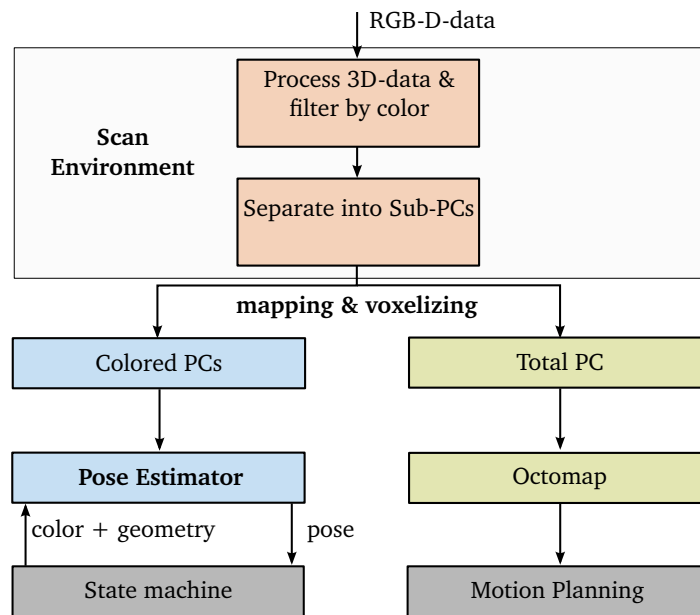 RGB-D-data
Process 3D-data &
filter by color
Scan
Environment
Separate into Sub-PCs
mapping & voxelizing
Colored PCs
Total PC
Pose Estimator
Octomap
color + geometry
pose
State machine
Motion Planning